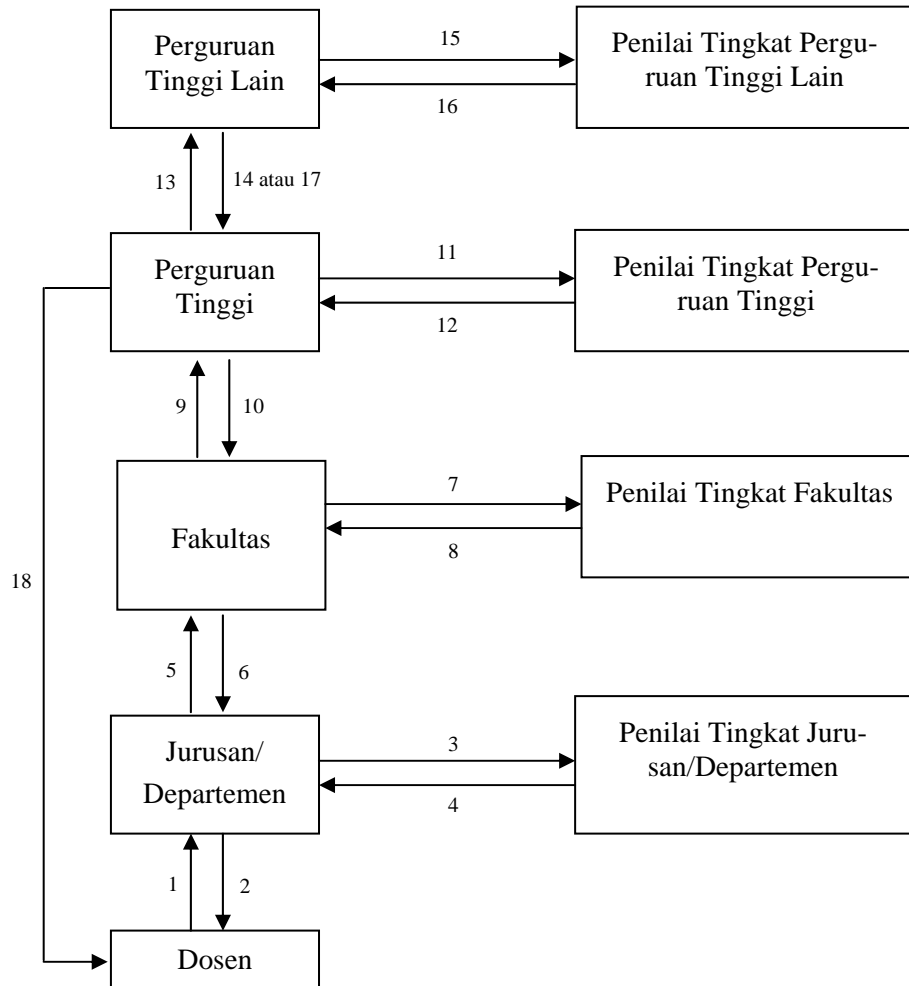 Perguruan
Tinggi Lain
15
16
Penilai Tingkat Pergu-
ruan Tinggi Lain
13
14 atau 17
Perguruan
Tinggi
11
12
Penilai Tingkat Pergu-
ruan Tinggi
9
10
18
Fakultas
7
8
Penilai Tingkat Fakultas
5
6
Jurusan/
Departemen
3
4
Penilai Tingkat Juru-
san/Departemen
1
2
Dosen